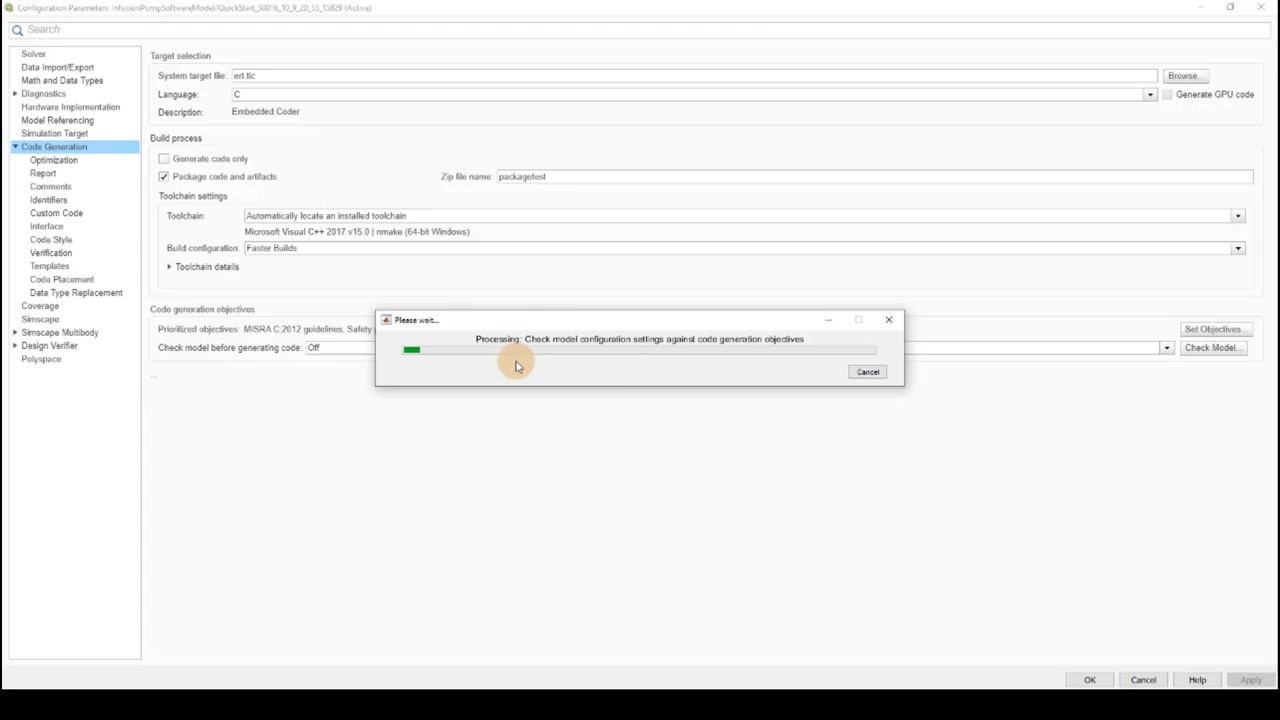 Configuration Parameters: InfusionPumpSoftwareModel/QuickStart_50016_10_9_20_55_15829 (Active)
Search
Solver
Data Import/Export
Math and Data Types
Diagnostics
Hardware Implementation
Model Referencing
Simulation Target
Code Generation
Optimization
Report
Comments
Identifiers
Custom Code
Interface
Code Style
Verification
Templates
Code Placement
Data Type Replacement
Coverage
Simscape
Simscape Multibody
Design Verifier
Polyspace
Target selection
System target file: ert.tlc Browse...
Language: C Generate GPU code
Description: Embedded Coder
Build process
Generate code only
Package code and artifacts Zip file name: packagetest
Toolchain settings
Toolchain: Automatically locate an installed toolchain
Microsoft Visual C++ 2017 v15.0 | nmake (64-bit Windows)
Build configuration: Faster Builds
Toolchain details
Code generation objectives
Prioritized objectives: MISRA C:2012 guidelines, Safety Set Objectives...
Check model before generating code: Off Check Model...
...
Please wait...
Processing: Check model configuration settings against code generation objectives
Cancel
OK Cancel Help Apply